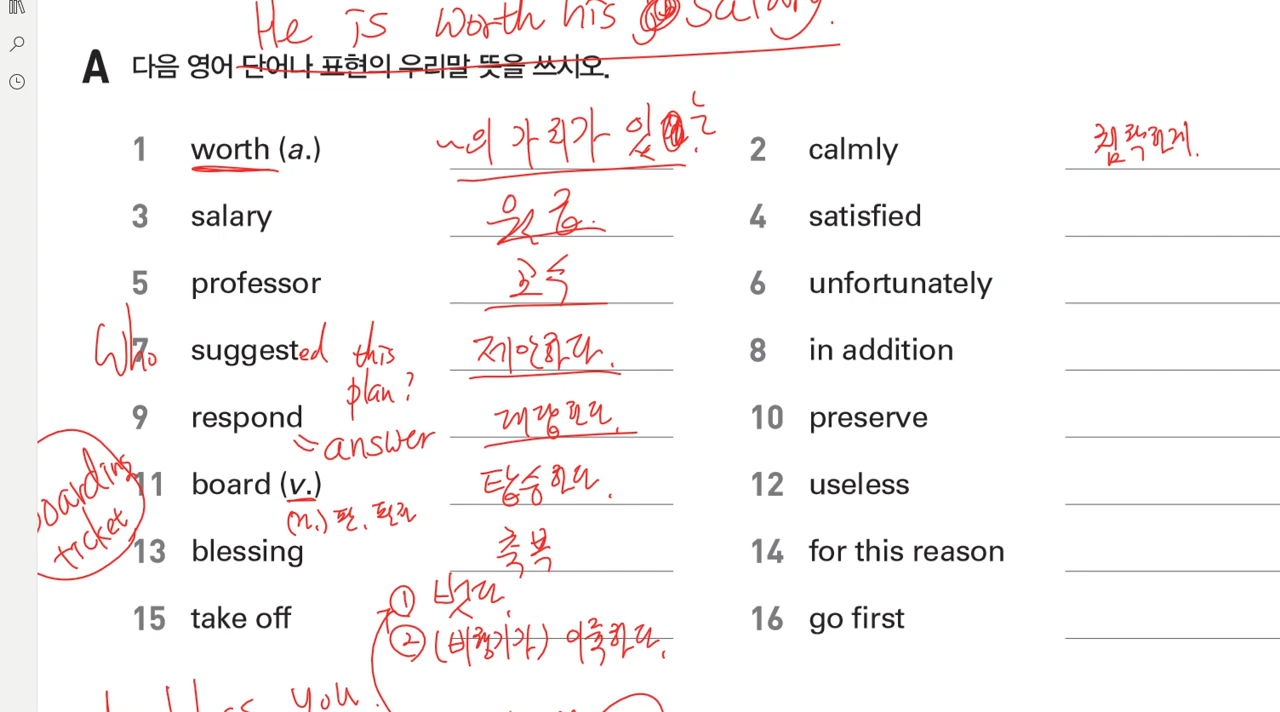 He is worth his salary.
A 다음 영어 단어나 표현의 우리말 뜻을 쓰시오.
1 worth (a.) ~의 가치가 있는
2 calmly 침착하게.
3 salary 월급.
4 satisfied
5 professor 교수
6 unfortunately
Who
7 suggested this plan? 제안하다.
8 in addition
9 respond = answer 대답하다.
10 preserve
boarding ticket
11 board (v.) 탑승하다.
(n.) 판,
12 useless
13 blessing 축복
14 for this reason
15 take off ① 벗다.
② (비행기가) 이륙하다.
16 go first
bless you.